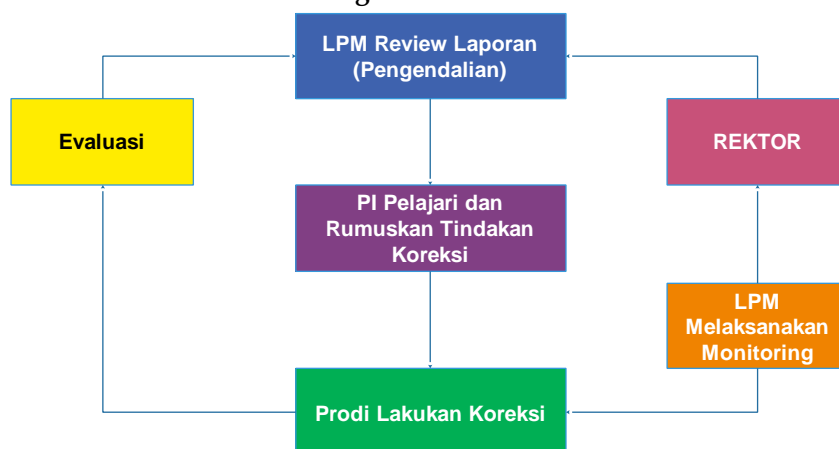 LPM Review Laporan
(Pengendalian)
Evaluasi
REKTOR
PI Pelajari dan
Rumuskan Tindakan
Koreksi
LPM
Melaksanakan
Monitoring
Prodi Lakukan Koreksi